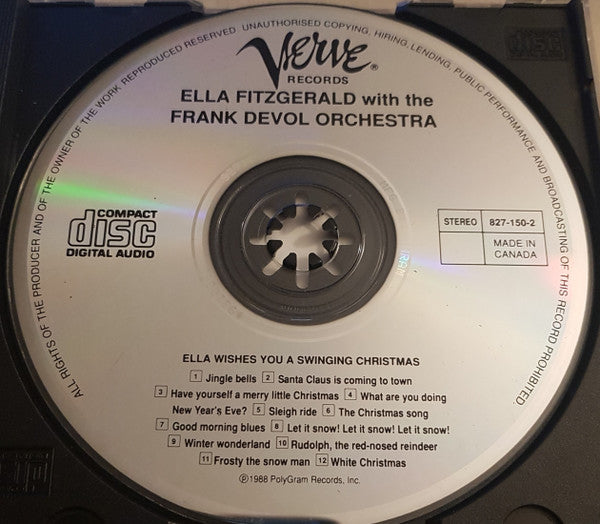 ALL RIGHTS OF THE PRODUCER AND OF THE OWNER OF THE WORK REPRODUCED RESERVED. UNAUTHORISED COPYING, HIRING, LENDING, PUBLIC PERFORMANCE AND BROADCASTING OF THIS RECORD PROHIBITED.
Verve®
RECORDS
ELLA FITZGERALD with the
FRANK DEVOL ORCHESTRA
COMPACT
disc
DIGITAL AUDIO
STEREO 827-150-2
MADE IN
CANADA
ELLA WISHES YOU A SWINGING CHRISTMAS
1 Jingle bells 2 Santa Claus is coming to town
3 Have yourself a merry little Christmas 4 What are you doing
New Year's Eve? 5 Sleigh ride 6 The Christmas song
7 Good morning blues 8 Let it snow! Let it snow! Let it snow!
9 Winter wonderland 10 Rudolph, the red-nosed reindeer
11 Frosty the snow man 12 White Christmas
℗1988 PolyGram Records, Inc.
disc